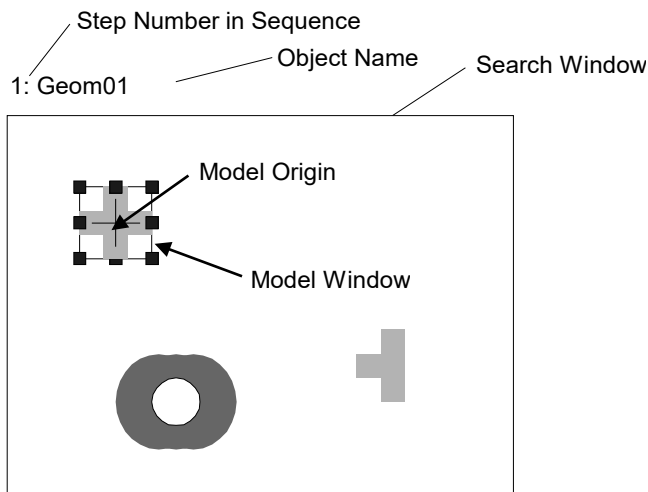 Step Number in Sequence
Object Name
Search Window
1: Geom01
Model Origin
Model Window